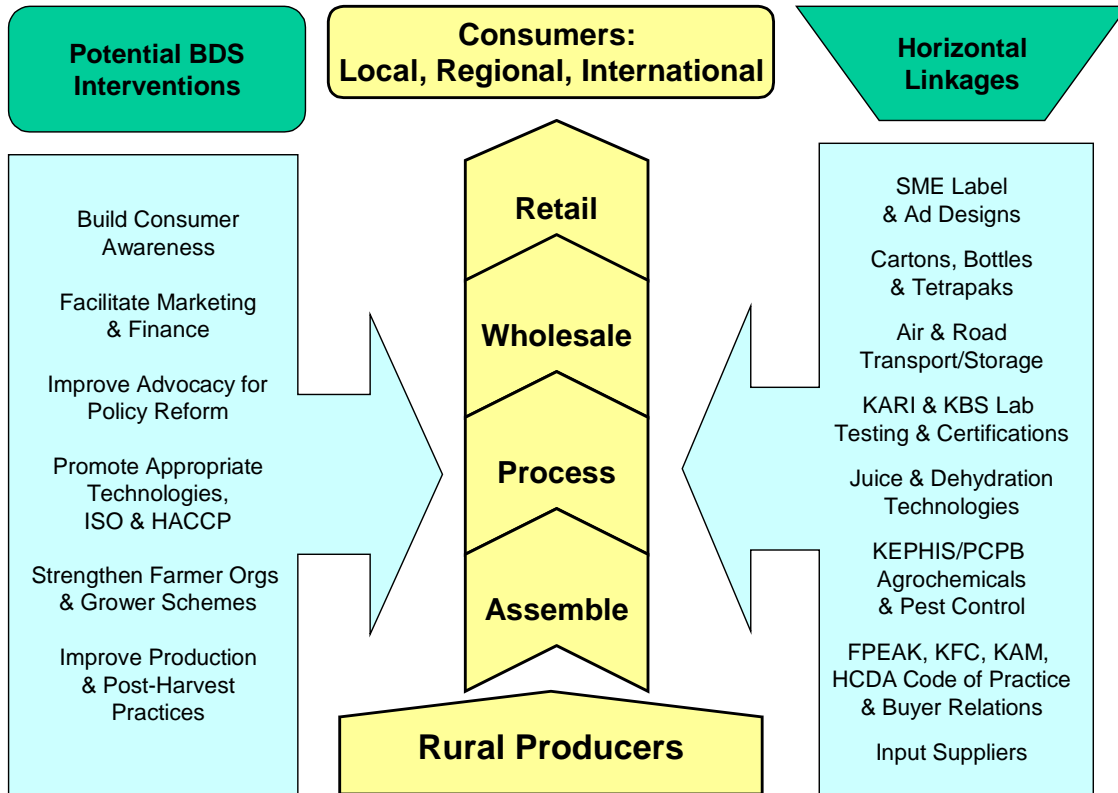 Potential BDS
Interventions
Build Consumer
Awareness
Facilitate Marketing
& Finance
Improve Advocacy for
Policy Reform
Promote Appropriate
Technologies,
ISO & HACCP
Strengthen Farmer Orgs
& Grower Schemes
Improve Production
& Post-Harvest
Practices
Consumers:
Local, Regional, International
Retail
Wholesale
Process
Assemble
Rural Producers
Horizontal
Linkages
SME Label
& Ad Designs
Cartons, Bottles
& Tetrapaks
Air & Road
Transport/Storage
KARI & KBS Lab
Testing & Certifications
Juice & Dehydration
Technologies
KEPHIS/PCPB
Agrochemicals
& Pest Control
FPEAK, KFC, KAM,
HCDA Code of Practice
& Buyer Relations
Input Suppliers